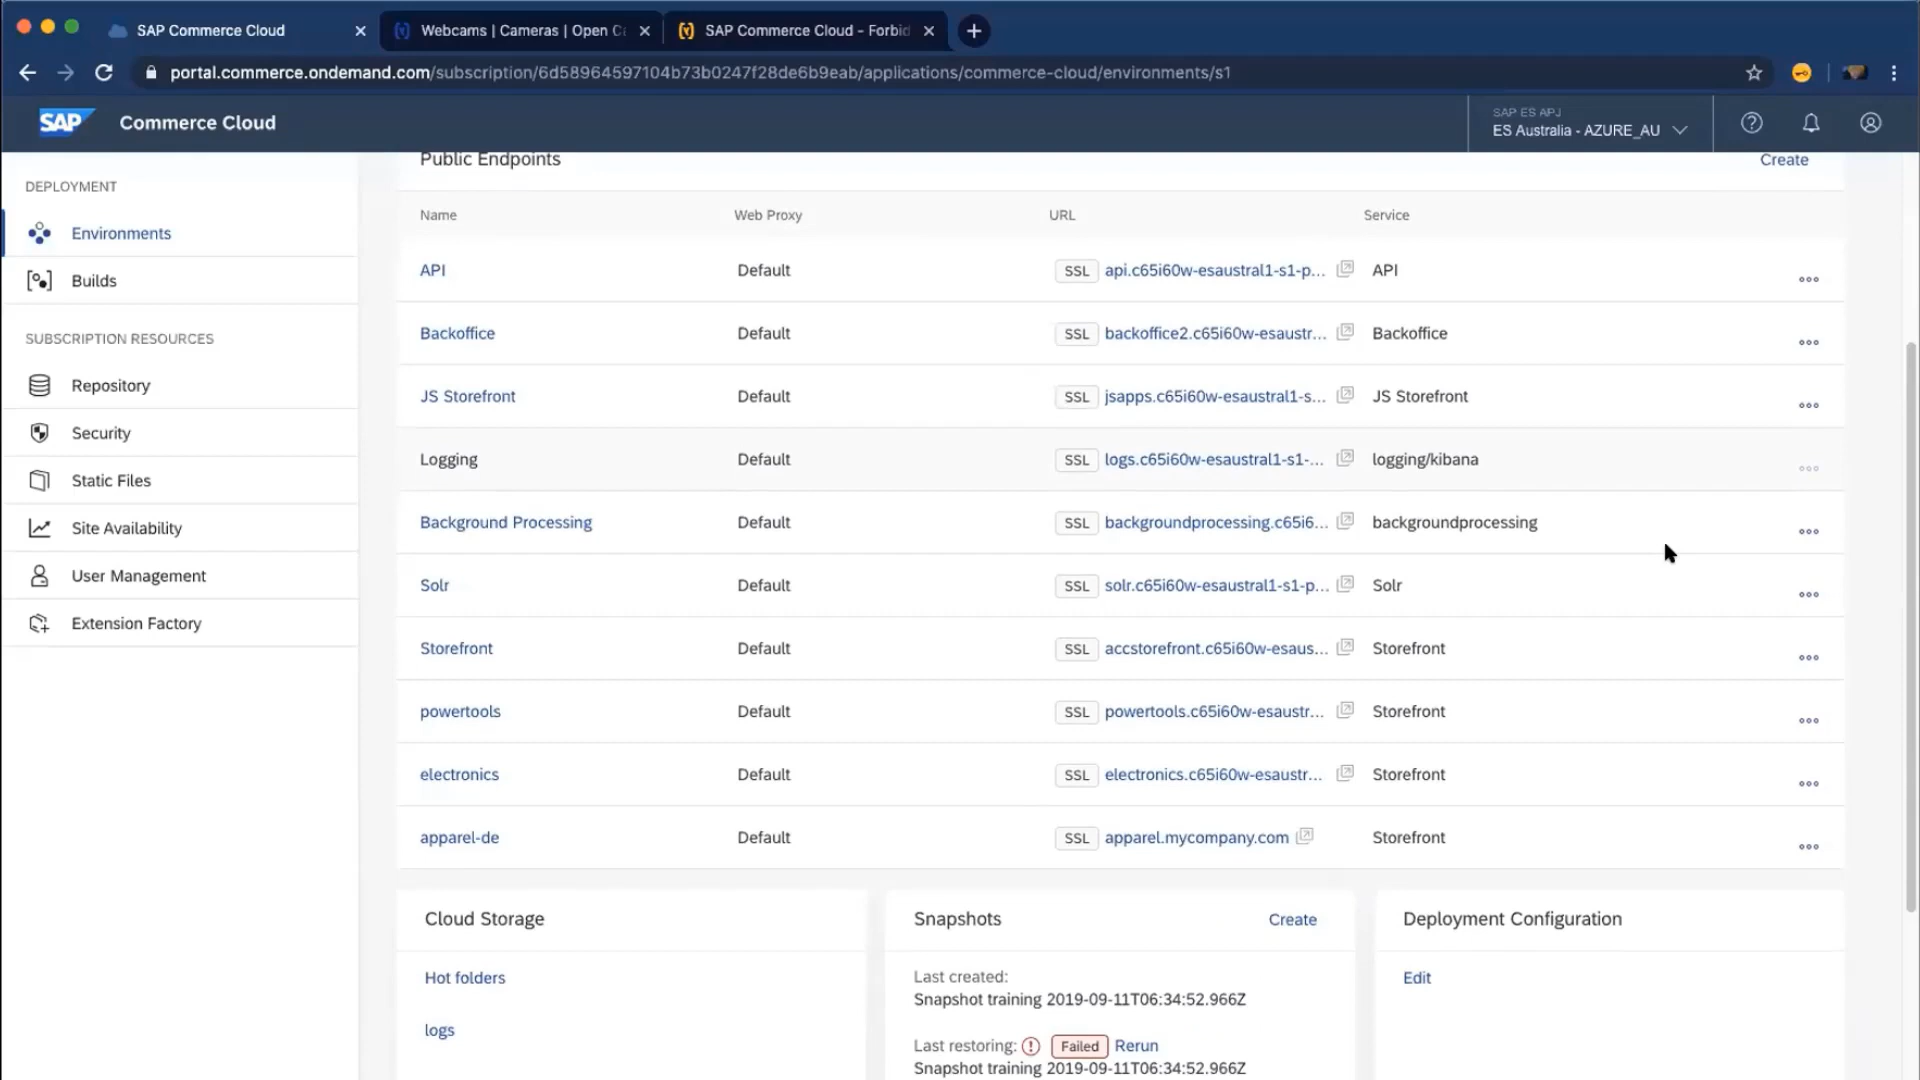 SAP Commerce Cloud
Webcams | Cameras | Open C
SAP Commerce Cloud - Forbid
portal.commerce.ondemand.com/subscription/6d58964597104b73b0247f28de6b9eab/applications/commerce-cloud/environments/s1
SAP Commerce Cloud
SAP ES APJ
ES Australia - AZURE_AU
DEPLOYMENT
Environments
Builds
SUBSCRIPTION RESOURCES
Repository
Security
Static Files
Site Availability
User Management
Extension Factory
Public Endpoints Create
Name Web Proxy URL Service
API Default SSL api.c65i60w-esaustral1-s1-p... API
Backoffice Default SSL backoffice2.c65i60w-esaustr... Backoffice
JS Storefront Default SSL jsapps.c65i60w-esaustral1-s... JS Storefront
Logging Default SSL logs.c65i60w-esaustral1-s1-... logging/kibana
Background Processing Default SSL backgroundprocessing.c65i6... backgroundprocessing
Solr Default SSL solr.c65i60w-esaustral1-s1-p... Solr
Storefront Default SSL accstorefront.c65i60w-esaus... Storefront
powertools Default SSL powertools.c65i60w-esaustr... Storefront
electronics Default SSL electronics.c65i60w-esaustr... Storefront
apparel-de Default SSL apparel.mycompany.com Storefront
Cloud Storage
Hot folders
logs
Snapshots Create
Last created:
Snapshot training 2019-09-11T06:34:52.966Z
Last restoring: Failed Rerun
Snapshot training 2019-09-11T06:34:52.966Z
Deployment Configuration
Edit